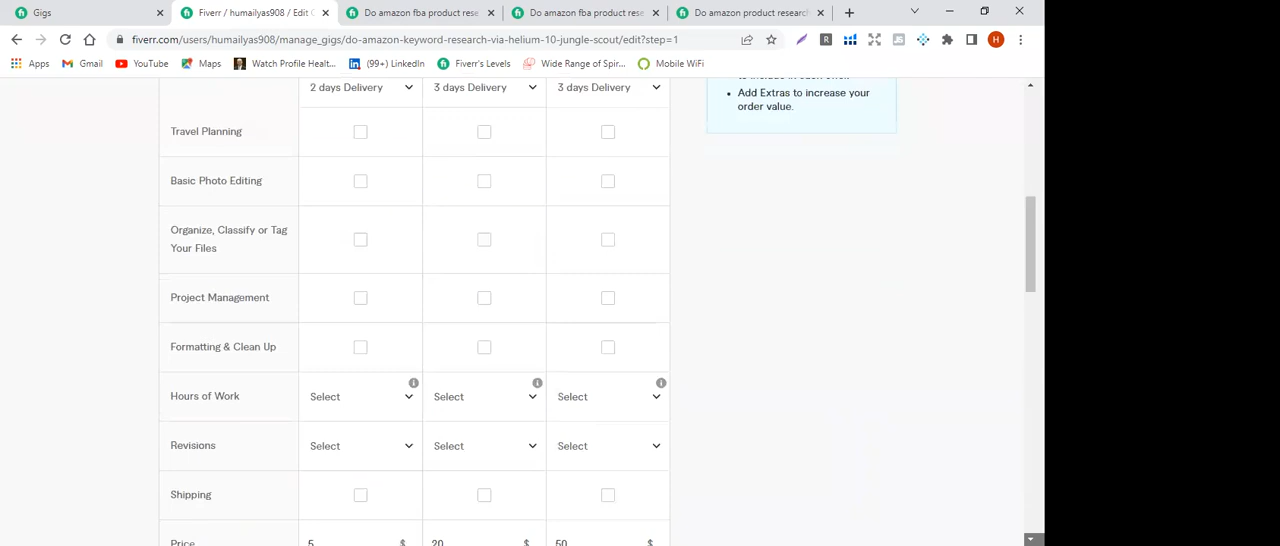 Gigs
Fiverr / humailyas908 / Edit G
Do amazon fba product rese
Do amazon fba product rese
Do amazon product research
fiverr.com/users/humailyas908/manage_gigs/do-amazon-keyword-research-via-helium-10-jungle-scout/edit?step=1
R
JS
H
Apps
Gmail
YouTube
Maps
Watch Profile Healt...
(99+) LinkedIn
Fiverr's Levels
Wide Range of Spir...
Mobile WiFi
Add Extras to increase your
order value.
2 days Delivery
3 days Delivery
3 days Delivery
Travel Planning
Basic Photo Editing
Organize, Classify or Tag
Your Files
Project Management
Formatting & Clean Up
Hours of Work
Select
Select
Select
Revisions
Select
Select
Select
Shipping
Price
5
$
20
$
50
$